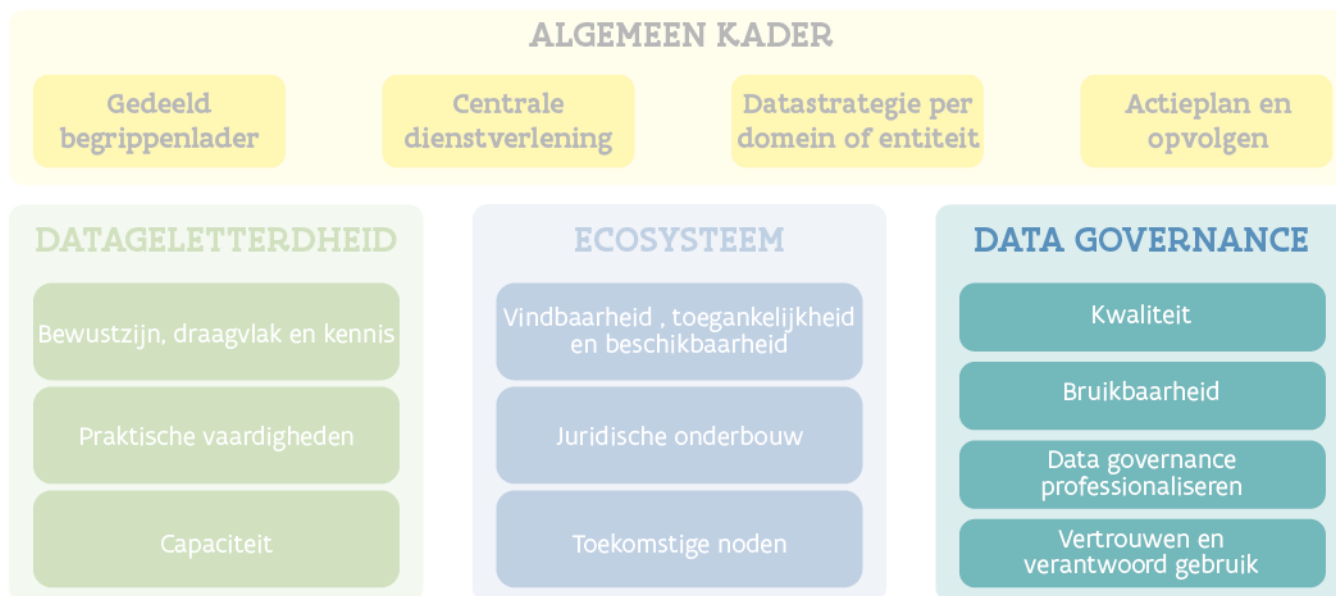 ALGEMEEN KADER
Gedeeld
begrippenlader
Centrale
dienstverlening
Datastrategie per
domein of entiteit
Actieplan en
opvolgen
DATAGELETTERDHEID
Bewustzijn, draagvlak en kennis
Praktische vaardigheden
Capaciteit
ECOSYSTEEM
Vindbaarheid , toegankelijkheid
en beschikbaarheid
Juridische onderbouw
Toekomstige noden
DATA GOVERNANCE
Kwaliteit
Bruikbaarheid
Data governance
professionaliseren
Vertrouwen en
verantwoord gebruik